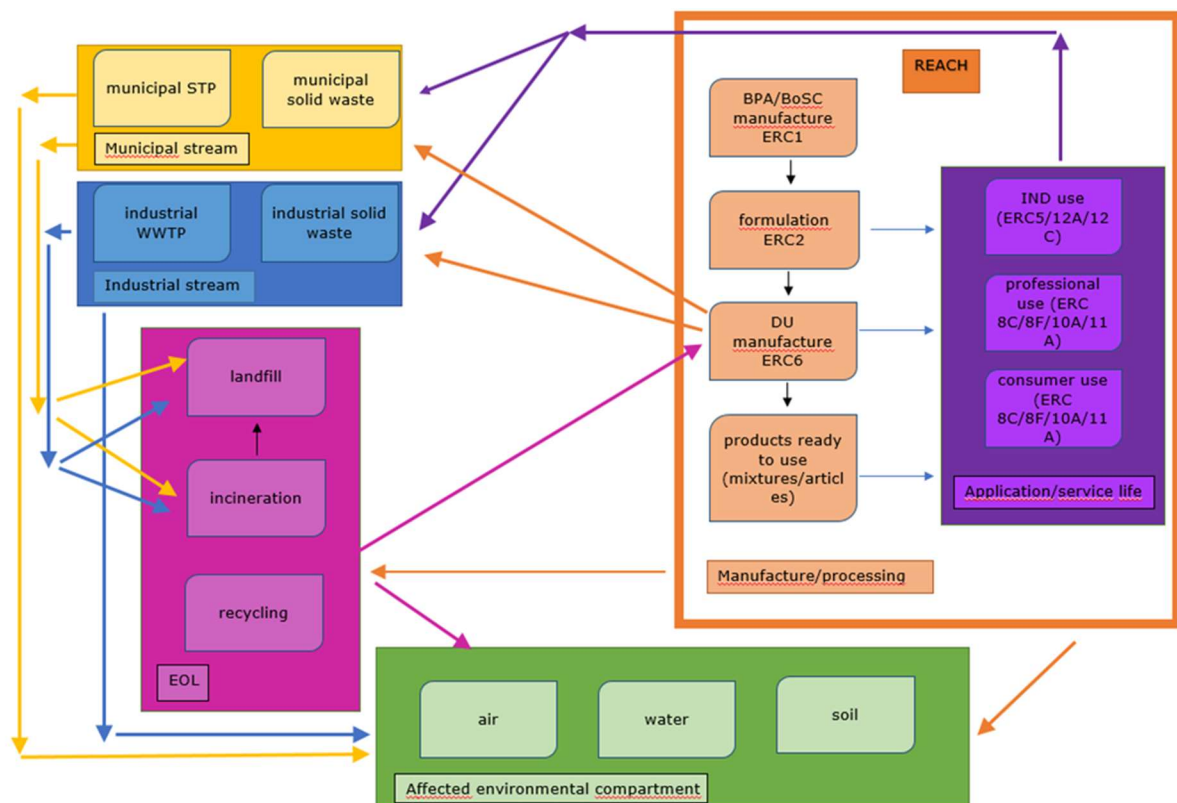 municipal STP
municipal
solid waste
Municipal stream
industrial
WWTP
industrial solid
waste
Industrial stream
landfill
incineration
recycling
EOL
REACH
BPA/BoSC
manufacture
ERC1
formulation
ERC2
DU
manufacture
ERC6
products ready
to use
(mixtures/articl
es)
Manufacture/processing
IND use
(ERC5/12A/12
C)
professional
use (ERC
8C/8F/10A/11
A)
consumer use
(ERC
8C/8F/10A/11
A)
Application/service life
air
water
soil
Affected environmental compartment